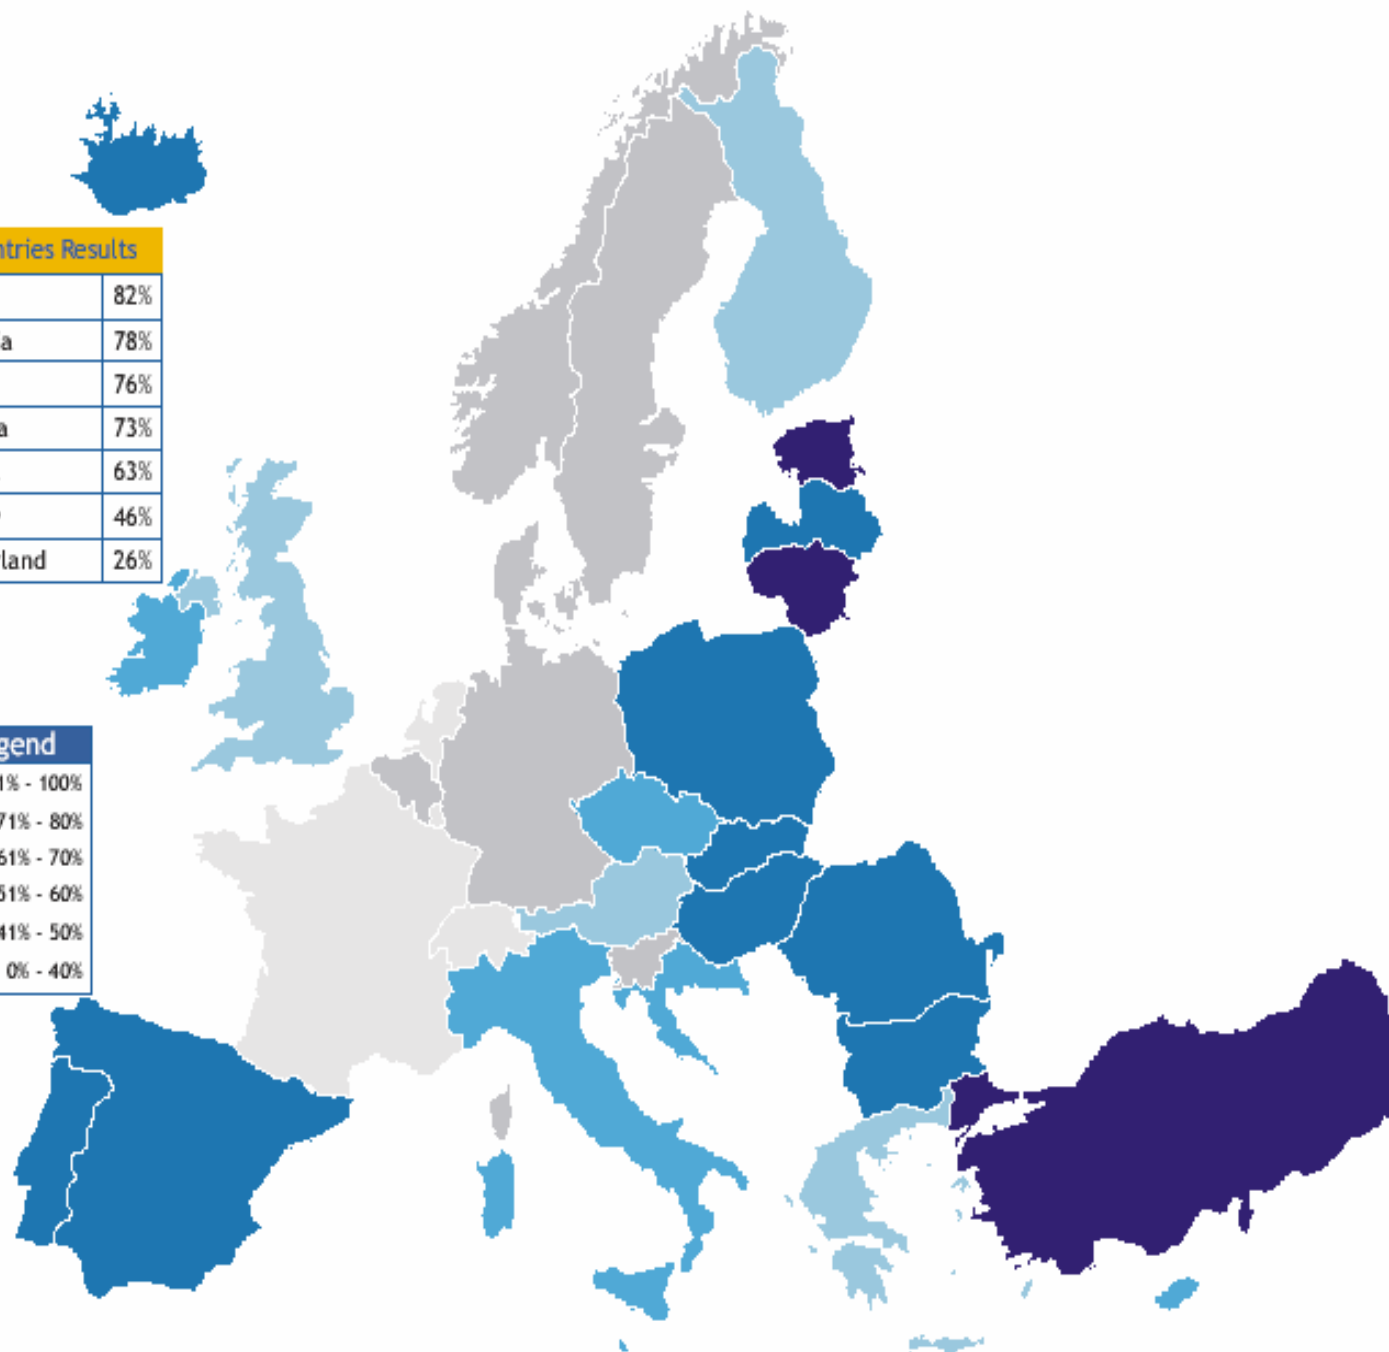 ntries Results
82%
a 78%
76%
a 73%
63%
46%
land 26%
gend
1% - 100%
71% - 80%
61% - 70%
51% - 60%
41% - 50%
0% - 40%